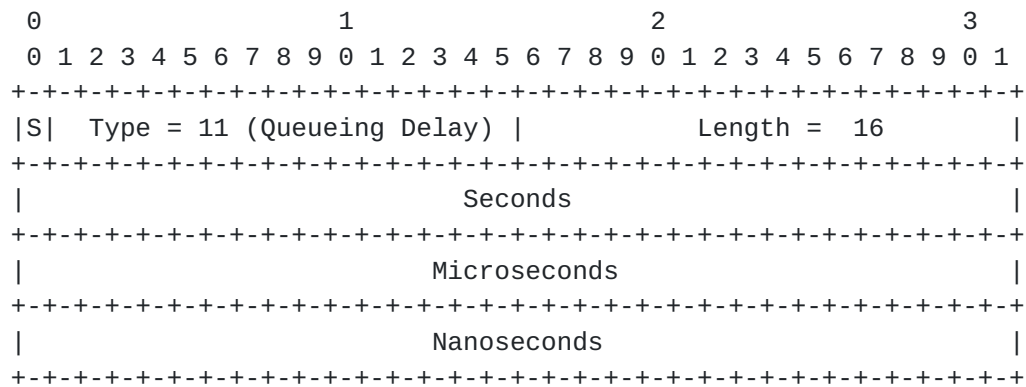 0                   1                   2                   3
 0 1 2 3 4 5 6 7 8 9 0 1 2 3 4 5 6 7 8 9 0 1 2 3 4 5 6 7 8 9 0 1
+-+-+-+-+-+-+-+-+-+-+-+-+-+-+-+-+-+-+-+-+-+-+-+-+-+-+-+-+-+-+-+-+
|S|  Type = 11 (Queueing Delay) |           Length =  16        |
+-+-+-+-+-+-+-+-+-+-+-+-+-+-+-+-+-+-+-+-+-+-+-+-+-+-+-+-+-+-+-+-+
|                            Seconds                            |
+-+-+-+-+-+-+-+-+-+-+-+-+-+-+-+-+-+-+-+-+-+-+-+-+-+-+-+-+-+-+-+-+
|                          Microseconds                         |
+-+-+-+-+-+-+-+-+-+-+-+-+-+-+-+-+-+-+-+-+-+-+-+-+-+-+-+-+-+-+-+-+
|                          Nanoseconds                          |
+-+-+-+-+-+-+-+-+-+-+-+-+-+-+-+-+-+-+-+-+-+-+-+-+-+-+-+-+-+-+-+-+